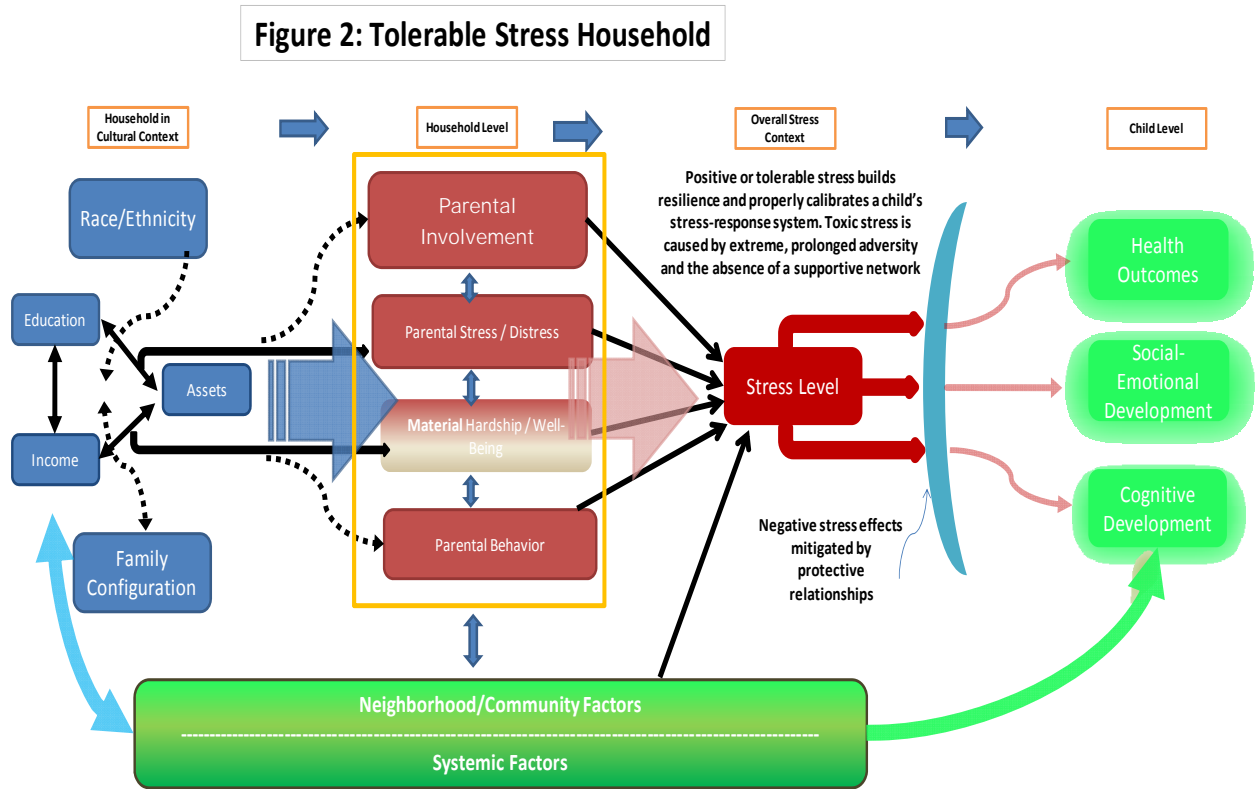 Figure 2: Tolerable Stress Household
Household in
Cultural Context
Household Level
Overall Stress
Context
Child Level
Race/Ethnicity
Education
Assets
Income
Family
Configuration
Parental
Involvement
Parental Stress / Distress
Material Hardship / Well-
Being
Parental Behavior
Positive or tolerable stress builds
resilience and properly calibrates a child's
stress-response system. Toxic stress is
caused by extreme, prolonged adversity
and the absence of a supportive network
Stress Level
Negative stress effects
mitigated by
protective
relationships
Health
Outcomes
Social-
Emotional
Development
Cognitive
Development
Neighborhood/Community Factors
Systemic Factors